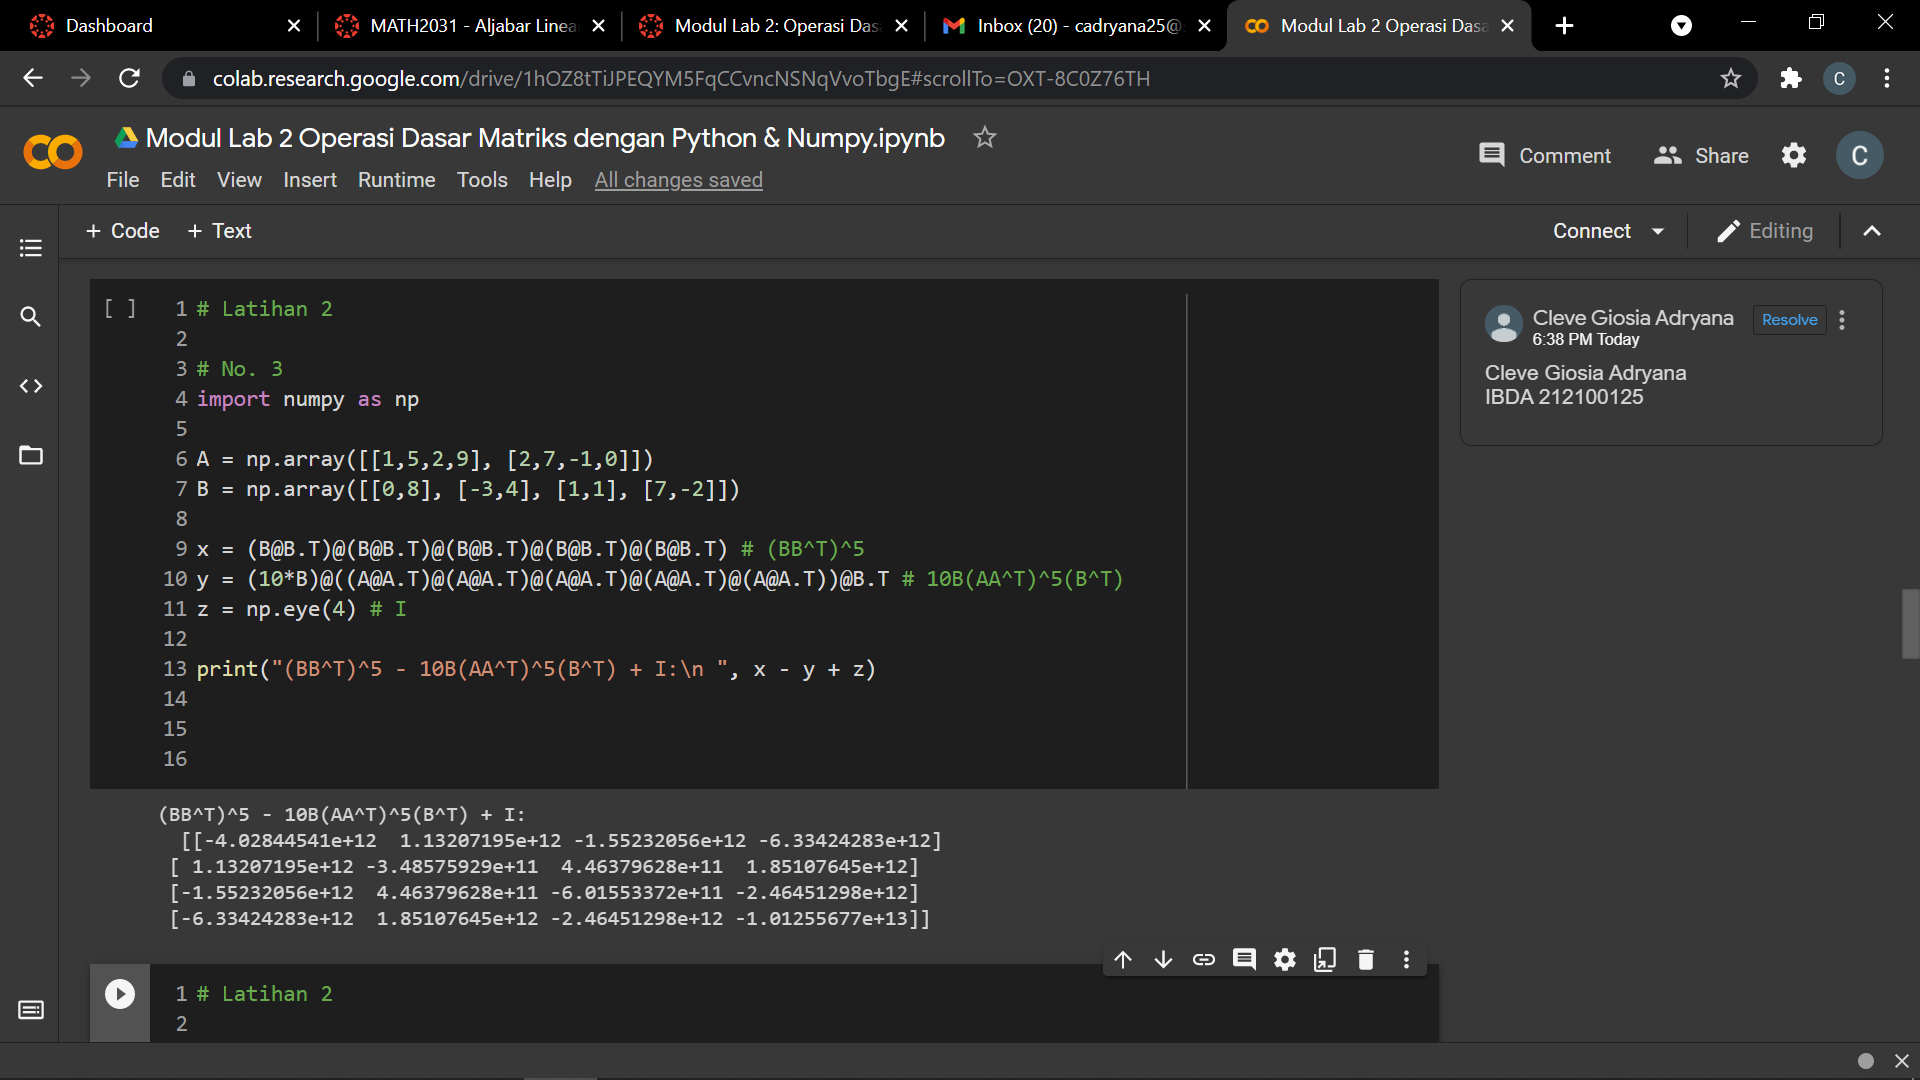 Dashboard
MATH2031 - Aljabar Linea
Modul Lab 2: Operasi Das
Inbox (20) - cadryana25@
Modul Lab 2 Operasi Dasa
colab.research.google.com/drive/1hOZ8tTiJPEQYM5FqCCvncNSNqVvoTbgE#scrollTo=OXT-8C0Z76TH
C
Modul Lab 2 Operasi Dasar Matriks dengan Python & Numpy.ipynb
File Edit View Insert Runtime Tools Help All changes saved
Comment Share C
+ Code + Text
Connect Editing
[ ] 1 # Latihan 2
2
3 # No. 3
4 import numpy as np
5
6 A = np.array([[1,5,2,9], [2,7,-1,0]])
7 B = np.array([[0,8], [-3,4], [1,1], [7,-2]])
8
9 x = (B@B.T)@(B@B.T)@(B@B.T)@(B@B.T)@(B@B.T) # (BB^T)^5
10 y = (10*B)@((A@A.T)@(A@A.T)@(A@A.T)@(A@A.T)@(A@A.T))@B.T # 10B(AA^T)^5(B^T)
11 z = np.eye(4) # I
12
13 print("(BB^T)^5 - 10B(AA^T)^5(B^T) + I:\n ", x - y + z)
14
15
16
(BB^T)^5 - 10B(AA^T)^5(B^T) + I:
[[-4.02844541e+12 1.13207195e+12 -1.55232056e+12 -6.33424283e+12]
[ 1.13207195e+12 -3.48575929e+11 4.46379628e+11 1.85107645e+12]
[-1.55232056e+12 4.46379628e+11 -6.01553372e+11 -2.46451298e+12]
[-6.33424283e+12 1.85107645e+12 -2.46451298e+12 -1.01255677e+13]]
1 # Latihan 2
2
Cleve Giosia Adryana
Resolve
6:38 PM Today
Cleve Giosia Adryana
IBDA 212100125